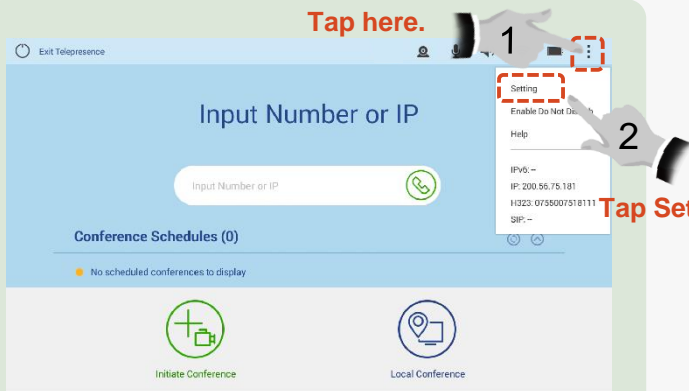 Tap here.
1
Exit Telepresence
Setting
Input Number or IP
Enable Do Not
Help
2
IPv6: --
Input Number or IP
IP: 200.56.75.181
H323: 0755007518111
Tap Set
SIP: --
Conference Schedules (0)
No scheduled conferences to display
Initiate Conference
Local Conference